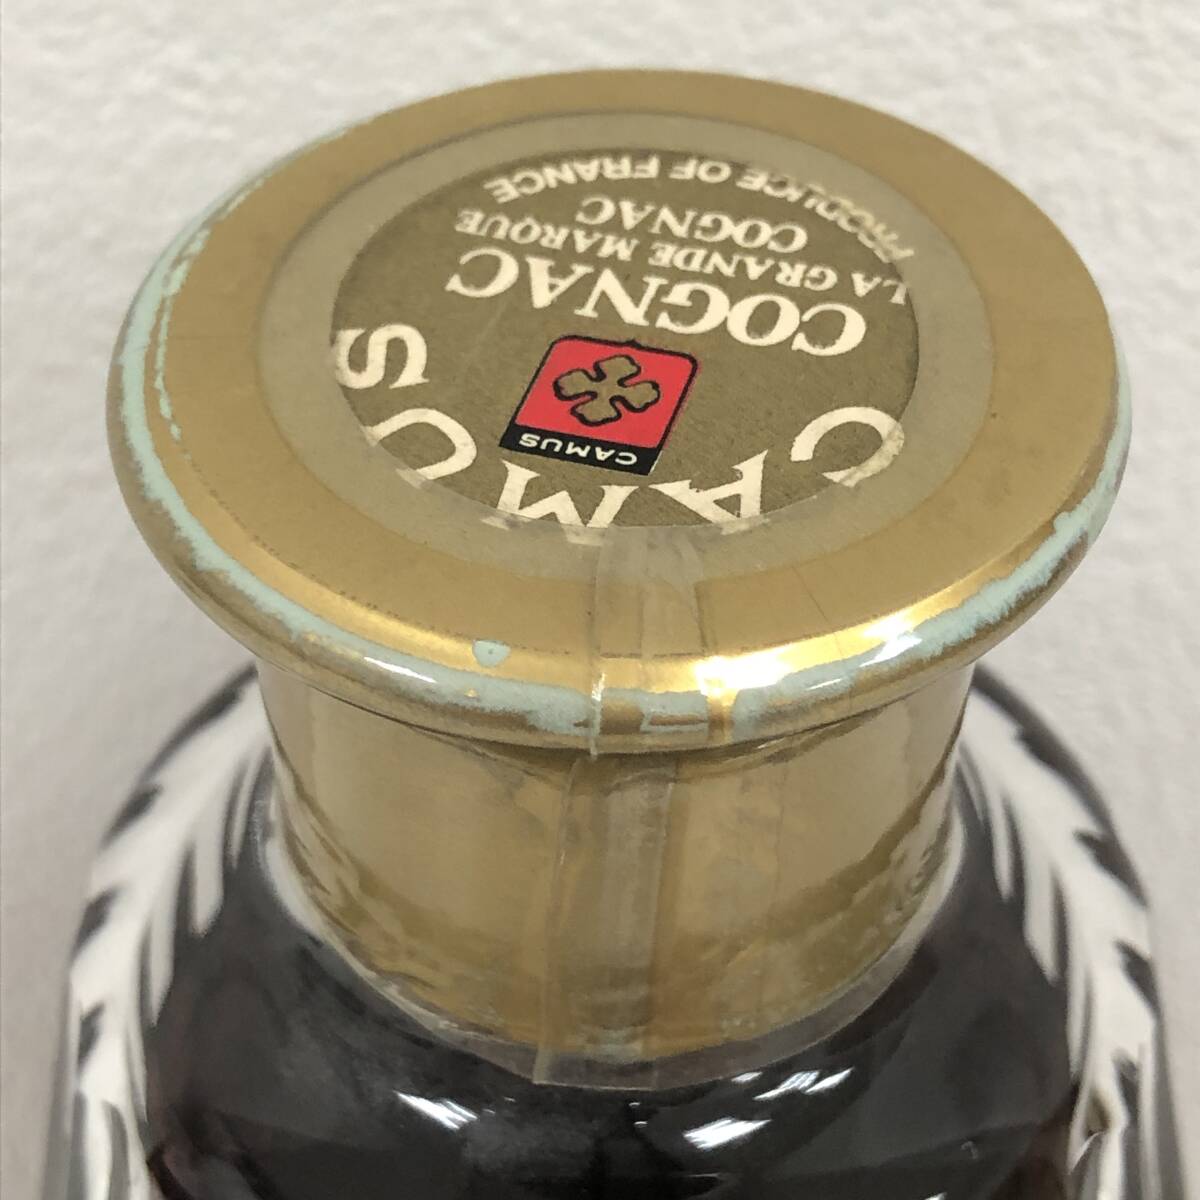 CAMUS
CAMUS
COGNAC
LA GRANDE MARQUE
COGNAC
PRODUCE OF FRANCE